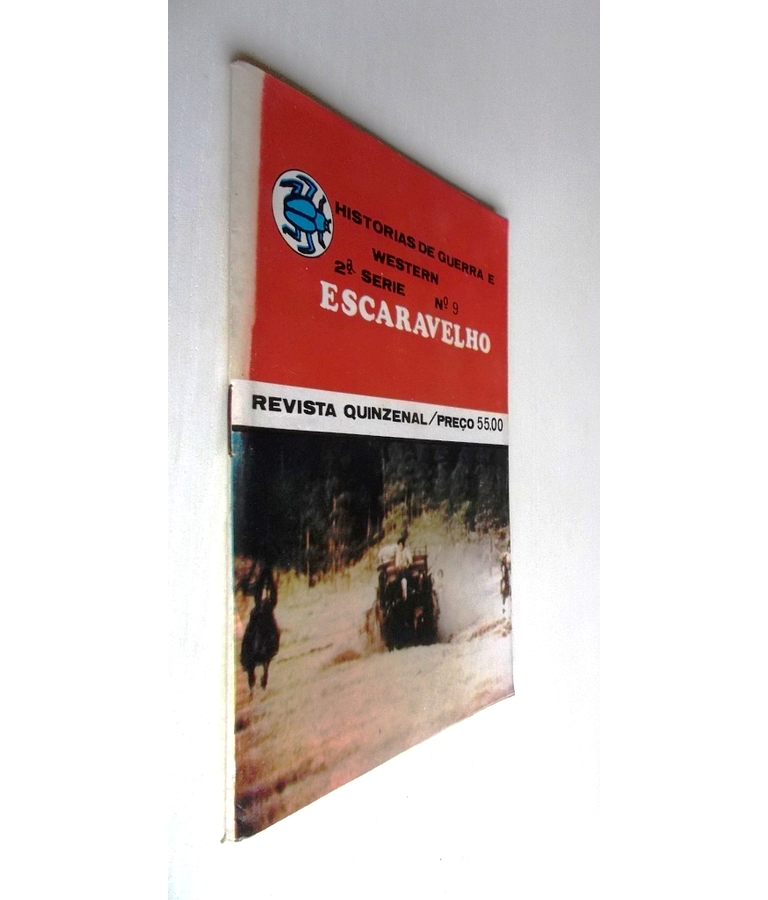 HISTORIAS DE GUERRA E
WESTERN
2ª SERIE Nº 9
ESCARAVELHO
REVISTA QUINZENAL/PREÇO 55.00